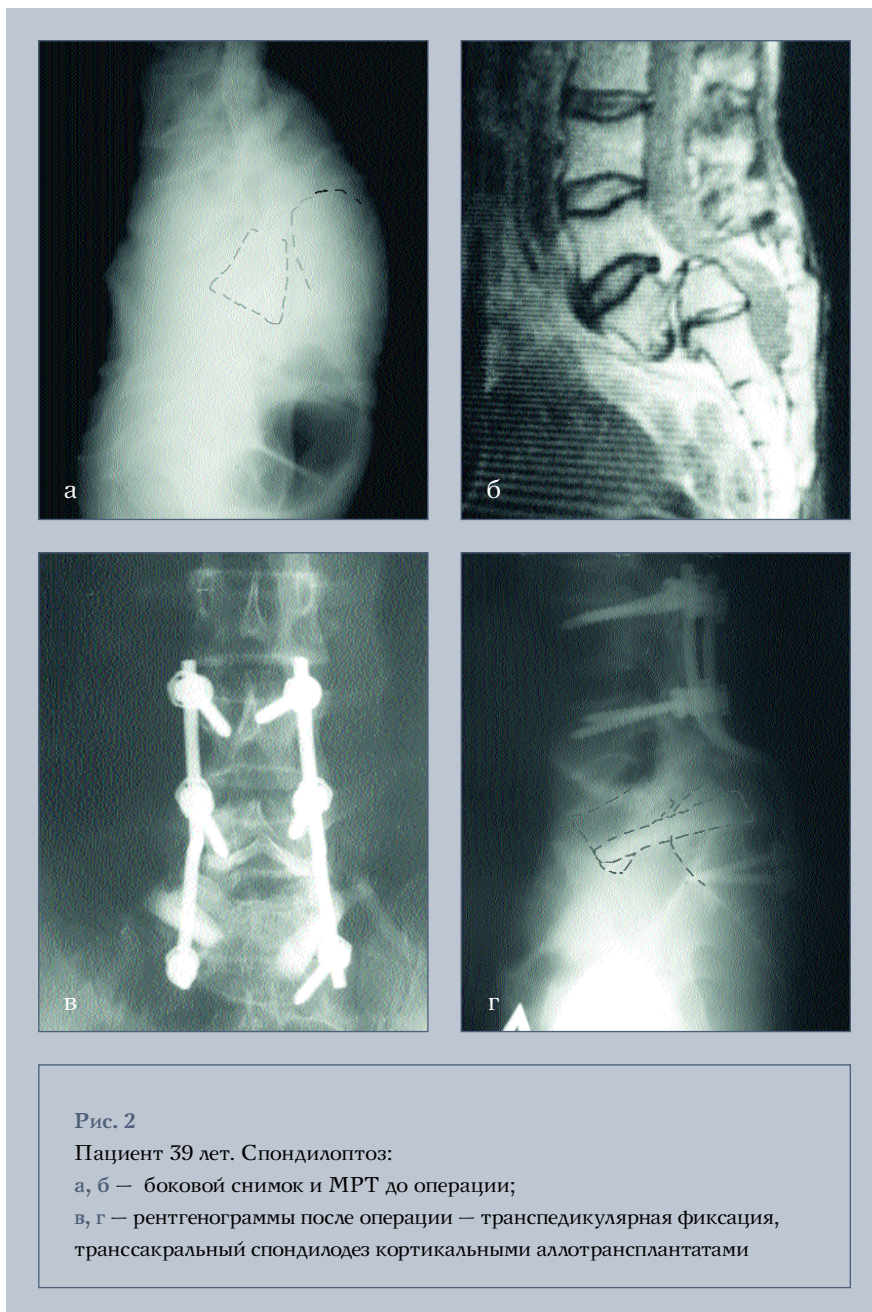 а
б
в
г
Рис. 2
Пациент 39 лет. Спондилоптоз:
а, б — боковой снимок и МРТ до операции;
в, г — рентгенограммы после операции — транспедикулярная фиксация,
транссакральный спондилодез кортикальными аллотрансплантатами